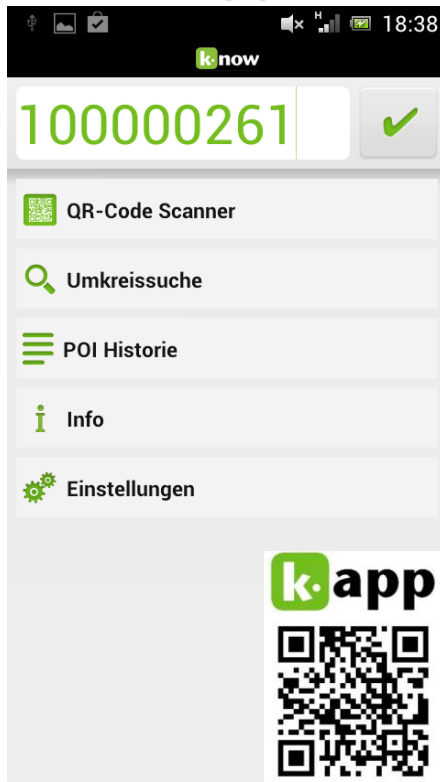 H
18:38
k·now
100000261
QR-Code Scanner
Umkreissuche
POI Historie
i Info
Einstellungen
k·app